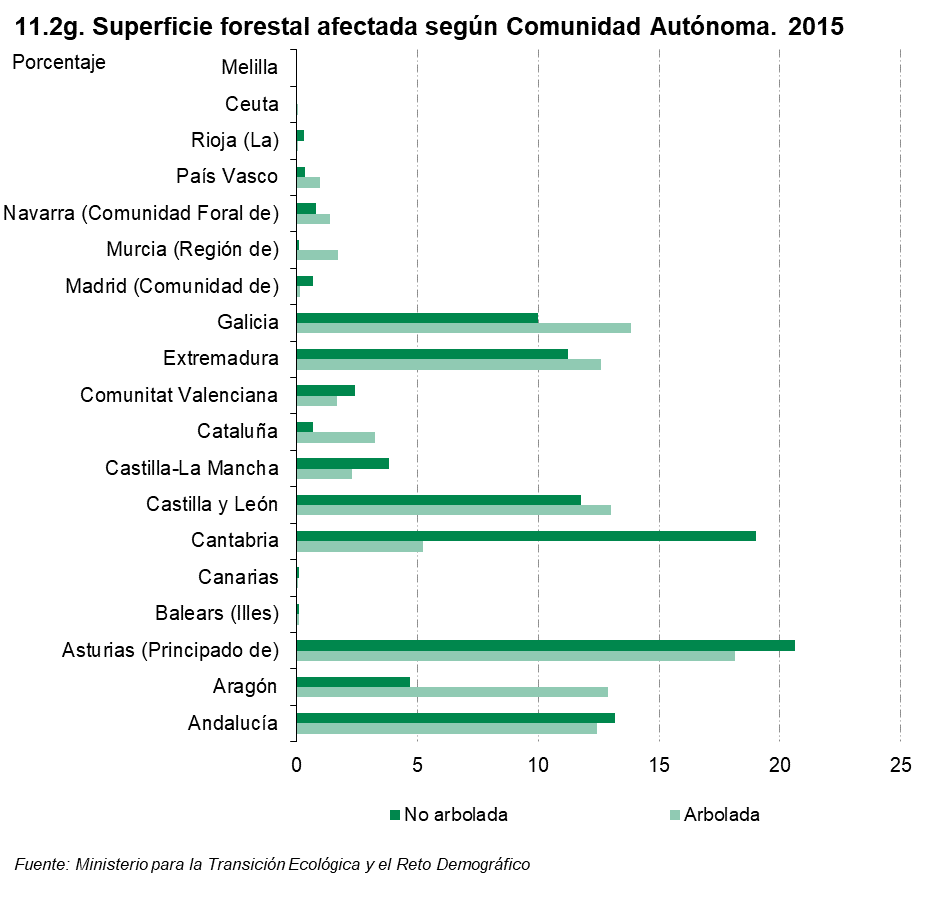 11.2g. Superficie forestal afectada según Comunidad Autónoma. 2015
Porcentaje
Melilla
Ceuta
Rioja (La)
País Vasco
Navarra (Comunidad Foral de)
Murcia (Región de)
Madrid (Comunidad de)
Galicia
Extremadura
Comunitat Valenciana
Cataluña
Castilla-La Mancha
Castilla y León
Cantabria
Canarias
Balears (Illes)
Asturias (Principado de)
Aragón
Andalucía
0 5 10 15 20 25
No arbolada Arbolada
Fuente: Ministerio para la Transición Ecológica y el Reto Demográfico